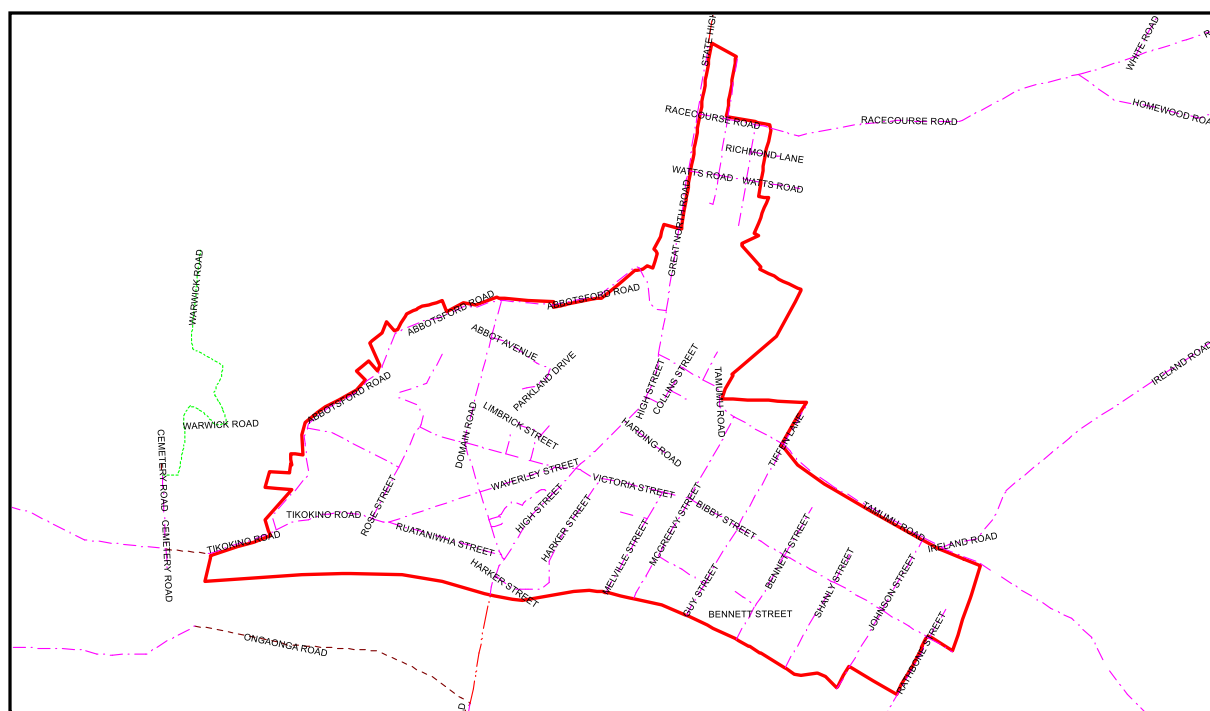 STATE HIGH
WHITE ROAD
HOMEWOOD ROA
RACECOURSE ROAD
RACECOURSE ROAD
RICHMOND LANE
WATTS ROAD
WATTS ROAD
GREAT NORTH ROAD
WARWICK ROAD
ABBOTSFORD ROAD
ABBOTSFORD ROAD
ABBOT AVENUE
PARKLAND DRIVE
IRELAND ROAD
HIGH STREET
COLLINS STREET
TAMUMU ROAD
ABBOTSFORD ROAD
LIMBRICK STREET
WARWICK ROAD
DOMAIN ROAD
HARDING ROAD
TIFFEN LANE
CEMETERY ROAD
WAVERLEY STREET
VICTORIA STREET
ROSE STREET
TIKOKINO ROAD
HIGH STREET
BIBBY STREET
TAMUMU ROAD
CEMETERY ROAD
TIKOKINO ROAD
RUATANIWHA STREET
HARKER STREET
MELVILLE STREET
MCGREEVY STREET
BENNETT STREET
IRELAND ROAD
HARKER STREET
GUY STREET
SHANLY STREET
JOHNSON STREET
BENNETT STREET
ONGAONGA ROAD
RATHBONE STREET
D